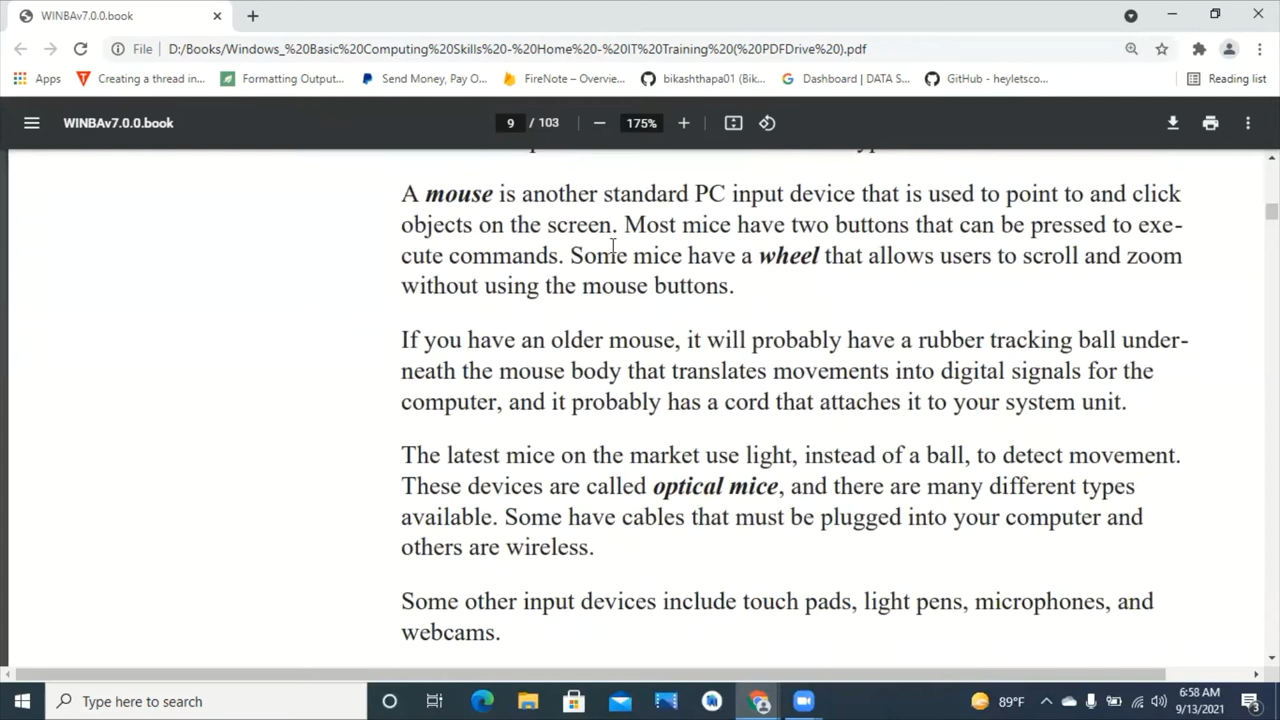 WINBAv7.0.0.book
File
D:/Books/Windows_%20Basic%20Computing%20Skills%20-%20Home%20-%20IT%20Training%20(%20PDFDrive%20).pdf
Apps
Creating a thread in...
Formatting Output...
Send Money, Pay O...
FireNote – Overvie...
bikashthapa01 (Bik...
Dashboard | DATA S...
GitHub - heyletsco...
Reading list
WINBAv7.0.0.book
9 / 103
175%
A mouse is another standard PC input device that is used to point to and click
objects on the screen. Most mice have two buttons that can be pressed to exe-
cute commands. Some mice have a wheel that allows users to scroll and zoom
without using the mouse buttons.
If you have an older mouse, it will probably have a rubber tracking ball under-
neath the mouse body that translates movements into digital signals for the
computer, and it probably has a cord that attaches it to your system unit.
The latest mice on the market use light, instead of a ball, to detect movement.
These devices are called optical mice, and there are many different types
available. Some have cables that must be plugged into your computer and
others are wireless.
Some other input devices include touch pads, light pens, microphones, and
webcams.
Type here to search
89°F
6:58 AM
9/13/2021
3